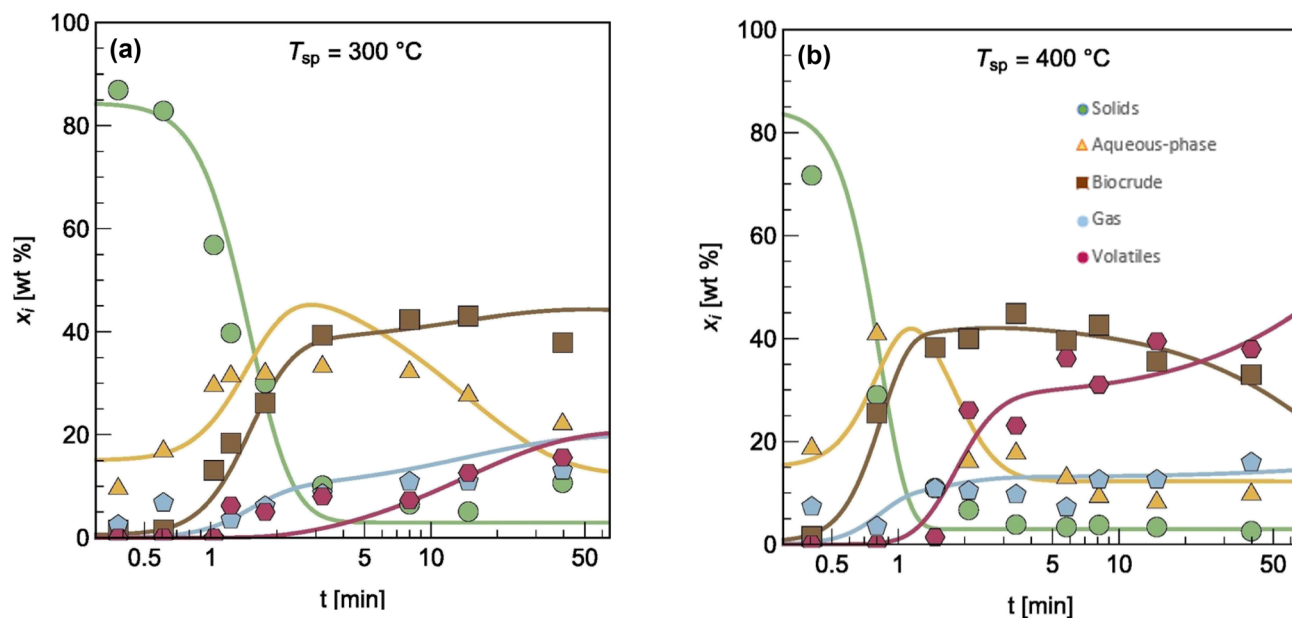 (a)
T_sp = 300 °C
100
80
60
40
20
0
x_i [wt %]
0.5 1 5 10 50
t [min]
(b)
T_sp = 400 °C
Solids
Aqueous-phase
Biocrude
Gas
Volatiles
100
80
60
40
20
0
x_i [wt %]
0.5 1 5 10 50
t [min]